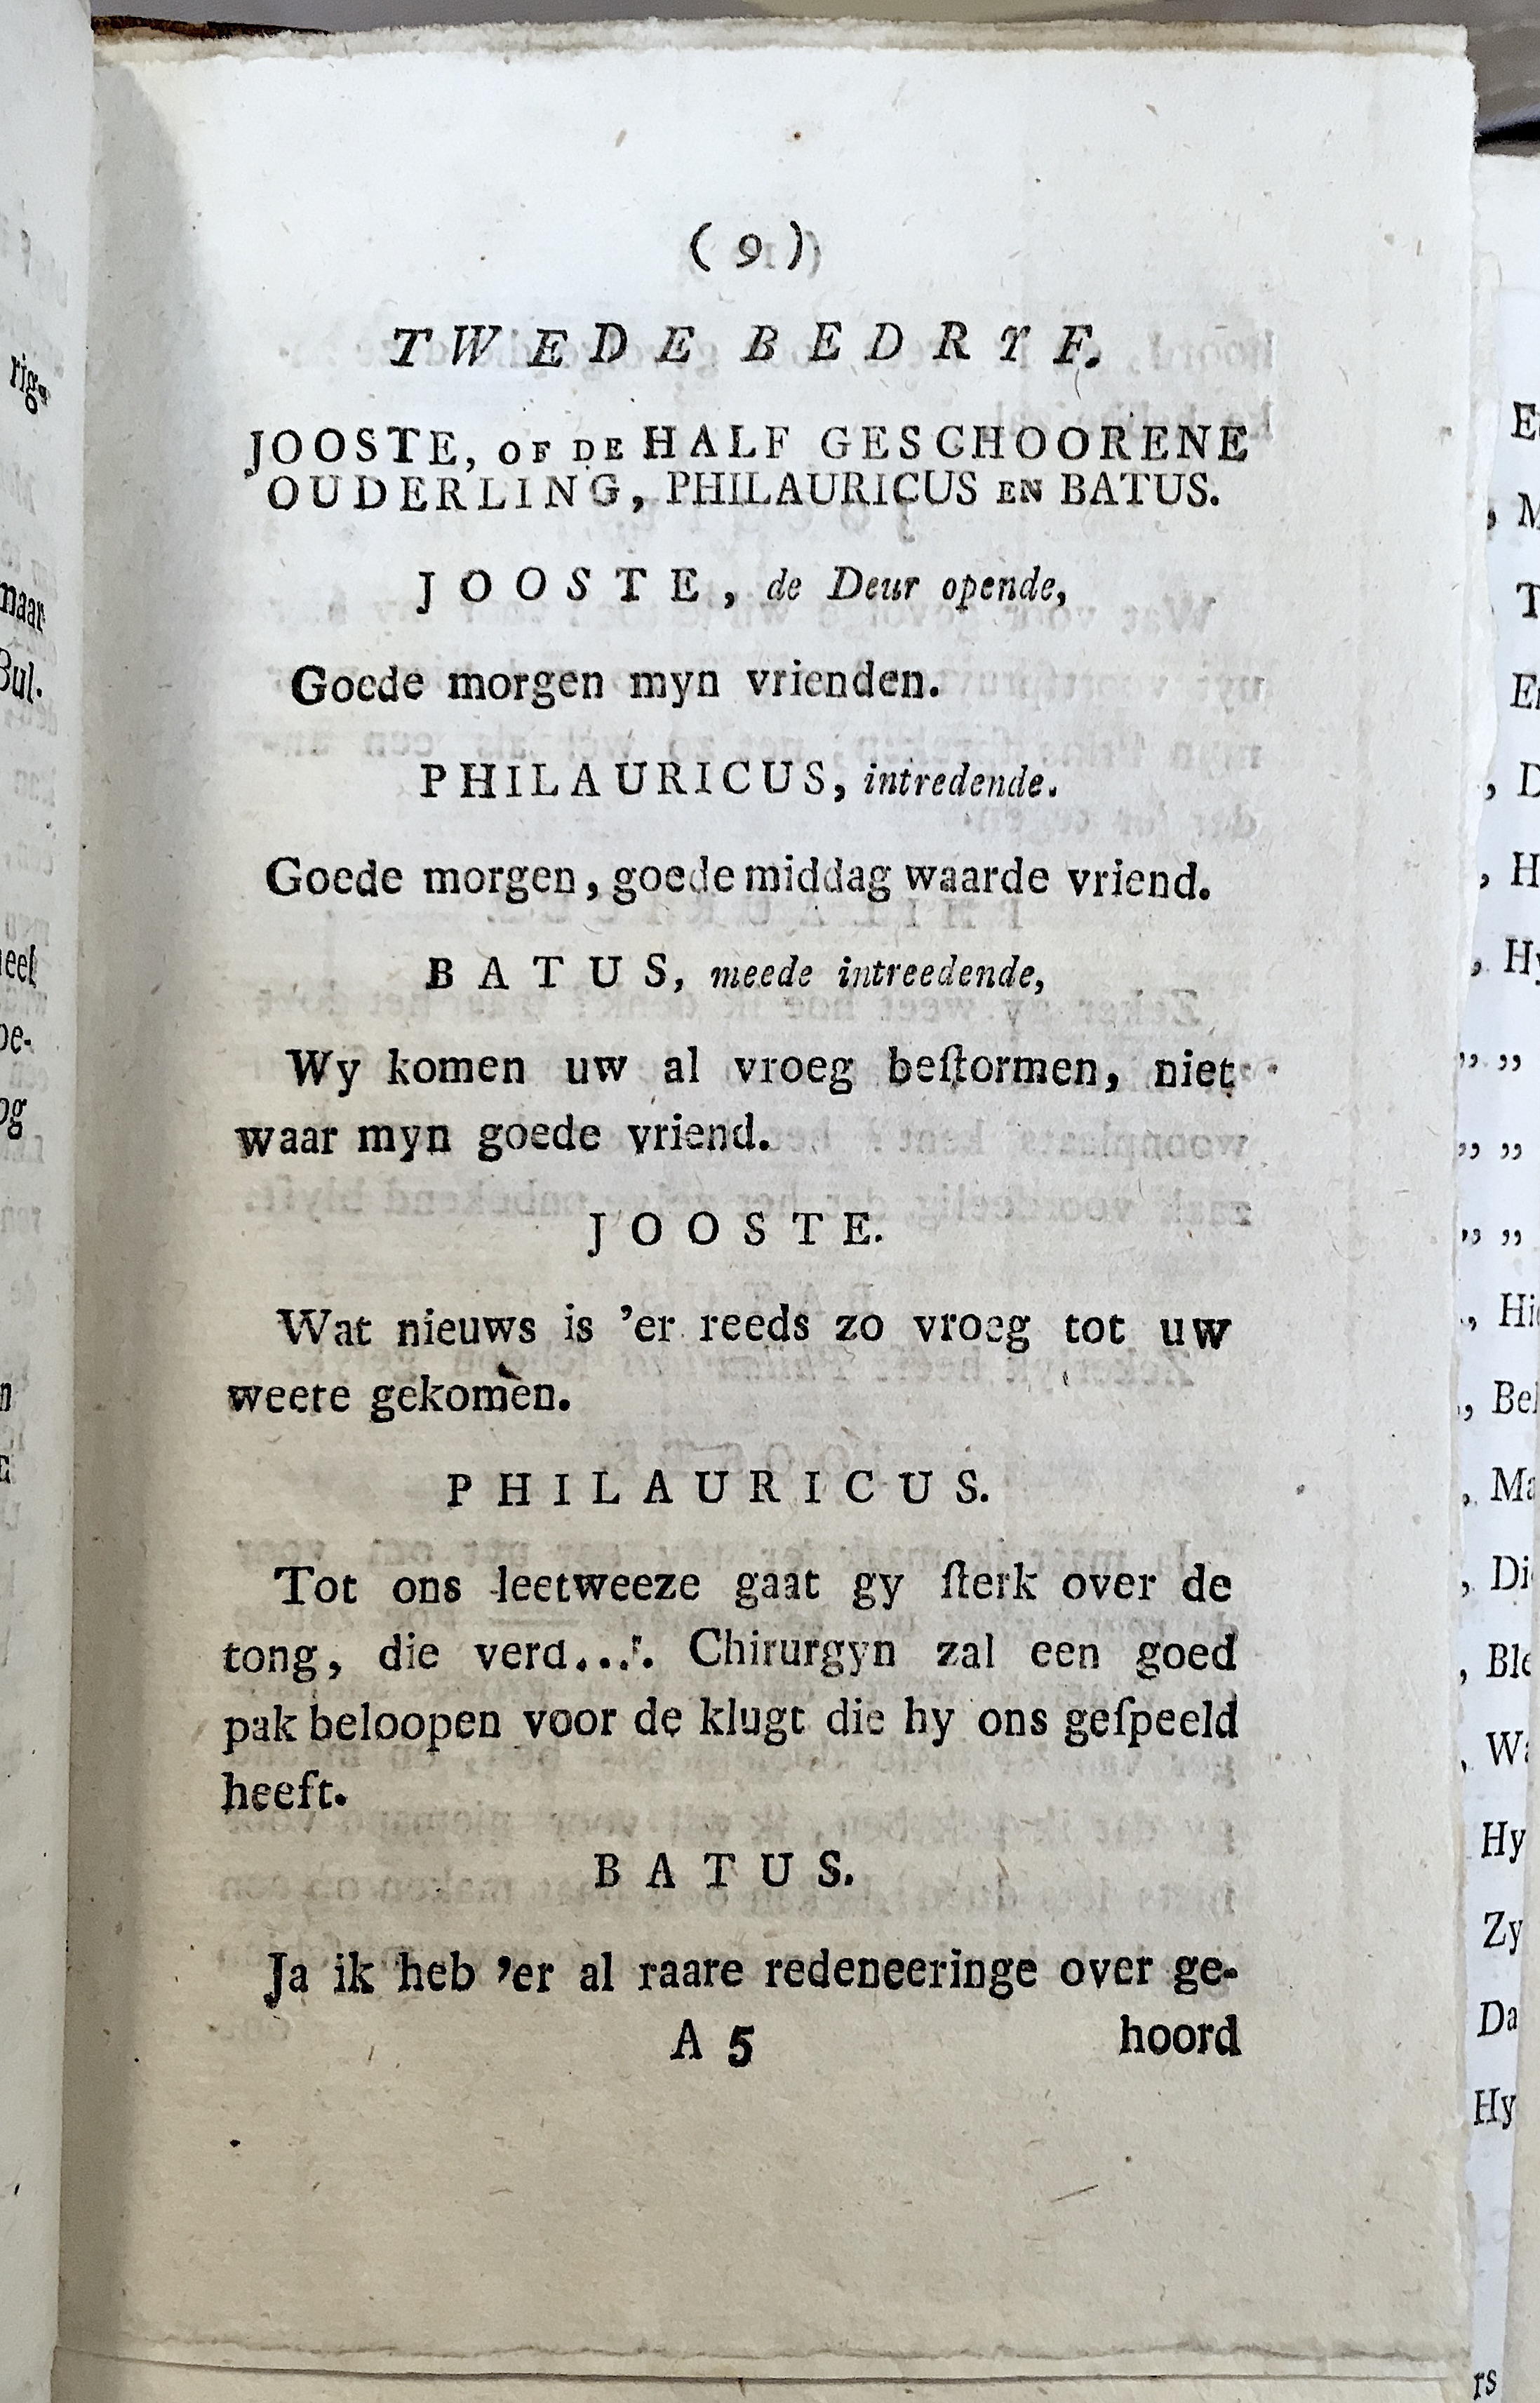 ( 9 )
TWEDE BEDRYF.
JOOSTE, OF DE HALF GESCHOORENE
OUDERLING, PHILAURICUS EN BATUS.
JOOSTE, de Deur opende,
Goede morgen myn vrienden.
PHILAURICUS, intredende.
Goede morgen, goede middag waarde vriend.
BATUS, meede intreedende,
Wy komen uw al vroeg beſtormen, niet
waar myn goede vriend.
JOOSTE.
Wat nieuws is ’er reeds zo vroeg tot uw
weete gekomen.
PHILAURICUS.
Tot ons leetweeze gaat gy ſterk over de
tong, die verd.... Chirurgyn zal een goed
pak beloopen voor de klugt die hy ons geſpeeld
heeft.
BATUS.
Ja ik heb ’er al raare redeneeringe over ge-
A 5 hoord